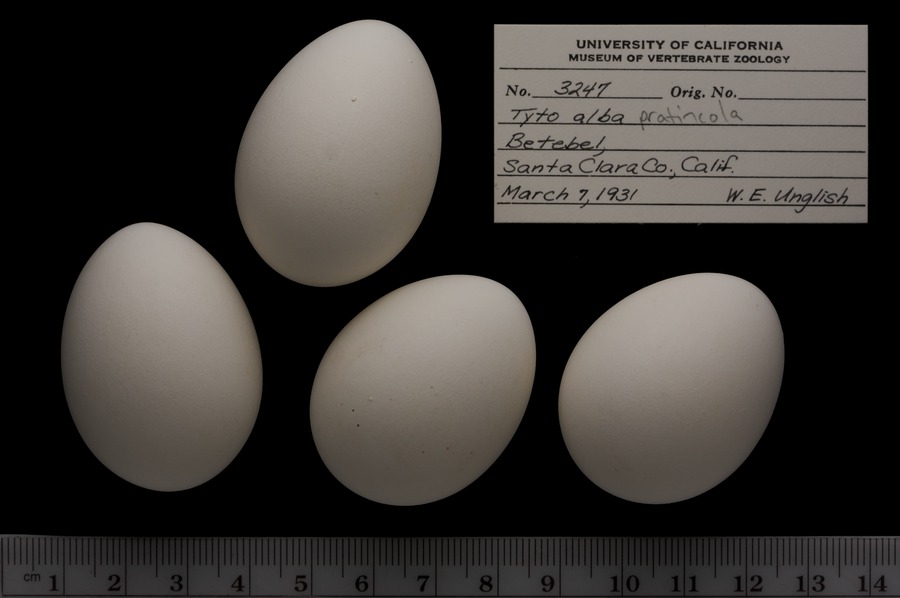 UNIVERSITY OF CALIFORNIA
MUSEUM OF VERTEBRATE ZOOLOGY
No. 3247 Orig. No.
Tyto alba pratincola
Betebel,
Santa Clara Co., Calif.
March 7, 1931 W. E. Unglish
cm 1 2 3 4 5 6 7 8 9 10 11 12 13 14